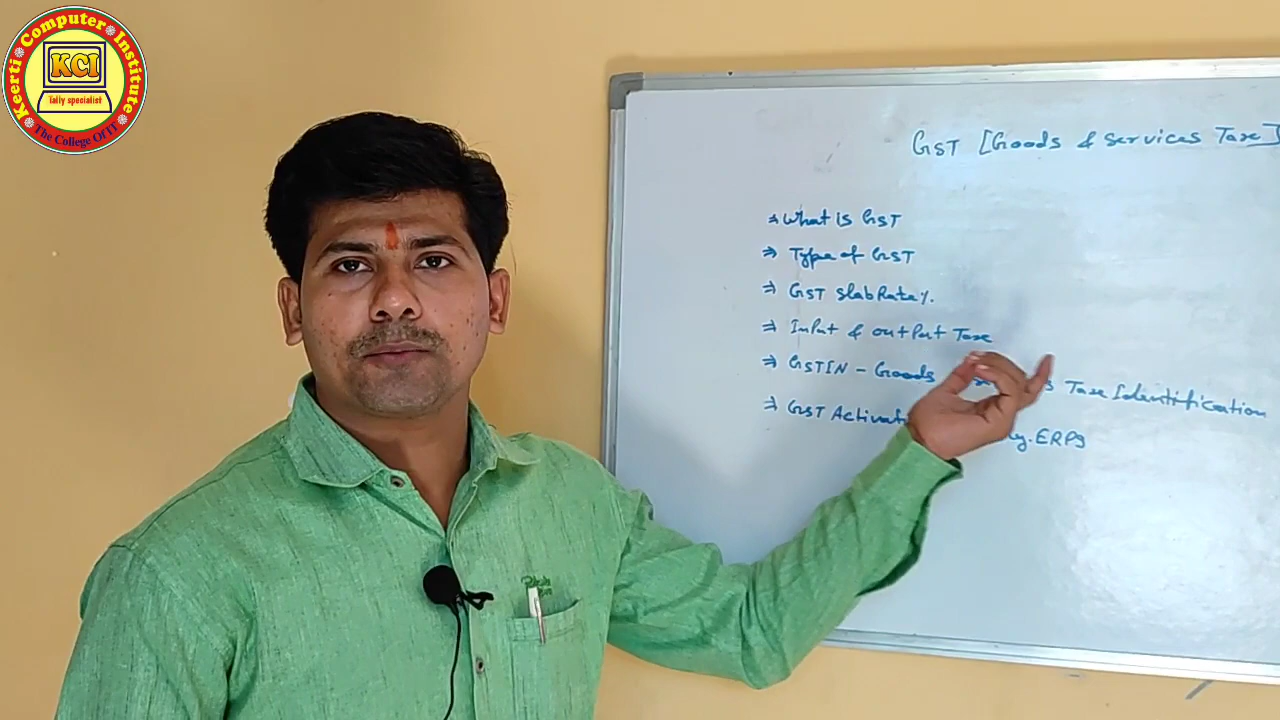 Keerti Computer Institute
KCI
Tally specialist
The College Of IT
GST [Goods & Services Tax]
⇒ What is GST
⇒ Type of GST
⇒ GST Slab Rate %.
⇒ Input & Output Tax
⇒ GSTIN - Goods Tax Identification
⇒ GST ERP9